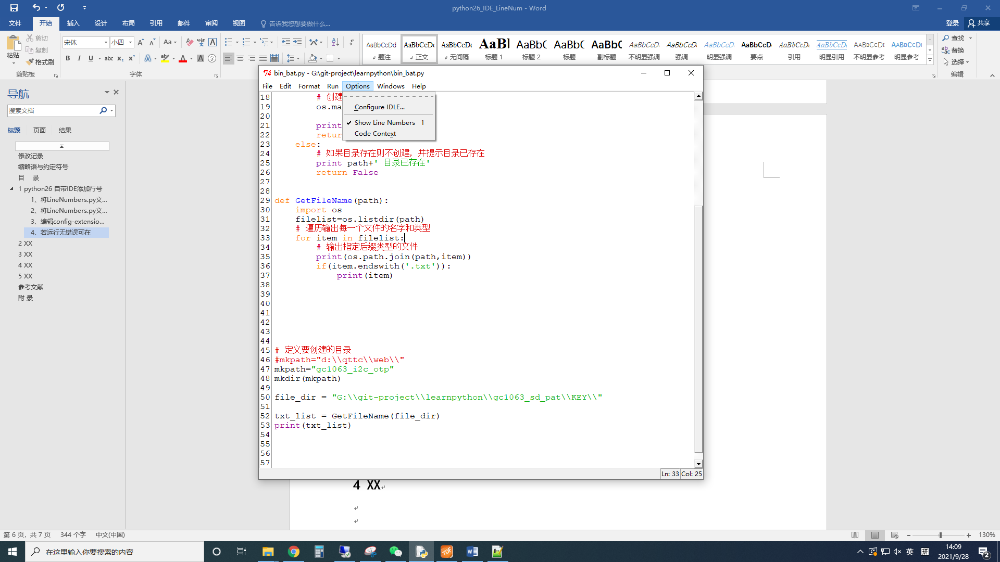 python26_IDE_LineNum - Word
文件 开始 插入 设计 布局 引用 邮件 审阅 视图 告诉我您想要做什么... 登录 共享
粘贴 剪切 复制 格式刷
宋体 小四
AaBbCcDd AaBbCcDc AaBbCcDc AaBl AaBbC AaBbC AaBbC AaBbCcDi AaBbCcDi AaBbCcDi AaBbCcD AaBbCcDi AaBbCcDi AaBbCcDi AaBbCcDi
题注 正文 无间隔 标题 1 标题 2 标题 副标题 不明显强调 强调 明显强调 要点 引用 明显引用 不明显参考 明显参考
查找
替换
选择
剪贴板 字体 编辑
导航
搜索文档
标题 页面 结果
修改记录
缩略语与约定符号
目 录
1 python26 自带IDE添加行号
1、将LineNumbers.py文...
2、将LineNumbers.py文...
3、编辑config-extensio...
4、若运行无错误可在
2 XX
3 XX
4 XX
5 XX
参考文献
附 录
bin_bat.py - G:\git-project\learnpython\bin_bat.py
File Edit Format Run Options Windows Help
Configure IDLE...
Show Line Numbers 1
Code Context
18 # 创建
19 os.ma
20
21 print
22 retur
23 else:
24 # 如果目录存在则不创建，并提示目录已存在
25 print path+' 目录已存在'
26 return False
27
28
29 def GetFileName(path):
30 import os
31 filelist=os.listdir(path)
32 # 遍历输出每一个文件的名字和类型
33 for item in filelist:
34 # 输出指定后缀类型的文件
35 print(os.path.join(path,item))
36 if(item.endswith('.txt')):
37 print(item)
38
39
40
41
42
43
44
45 # 定义要创建的目录
46 #mkpath="d:\\qttc\\web\\"
47 mkpath="gc1063_i2c_otp"
48 mkdir(mkpath)
49
50 file_dir = "G:\\git-project\\learnpython\\gc1063_sd_pat\\KEY\\"
51
52 txt_list = GetFileName(file_dir)
53 print(txt_list)
54
55
56
57
Ln: 33 Col: 25
4 XX
第 6 页，共 7 页 344 个字 中文(中国) 130%
在这里输入你要搜索的内容
英 拼
14:09
2021/9/28
2